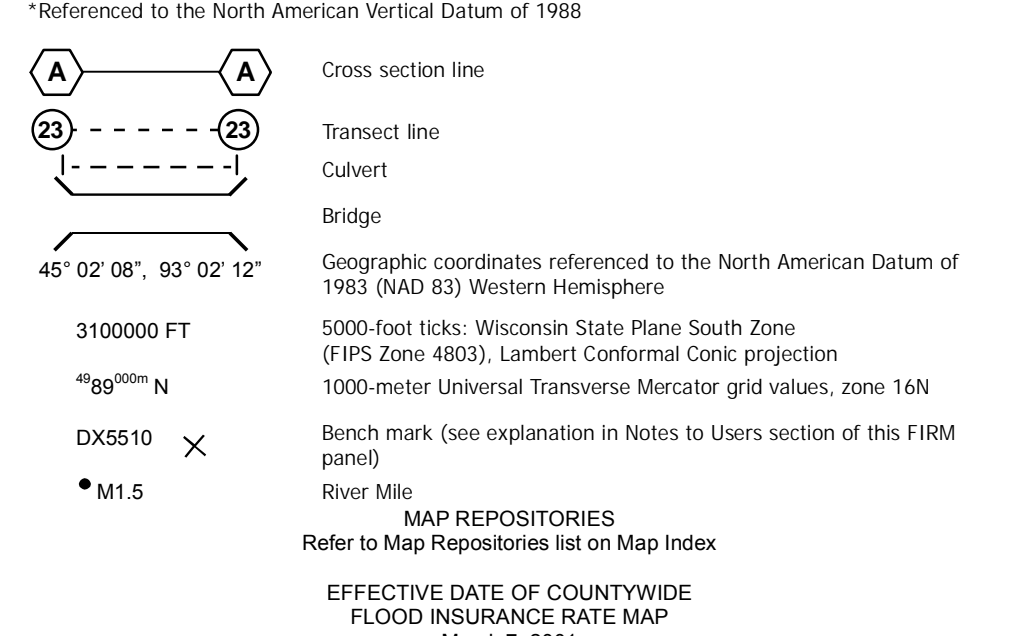 *Referenced to the North American Vertical Datum of 1988
A A Cross section line
23 23 Transect line
Culvert
Bridge
45° 02’ 08”, 93° 02’ 12” Geographic coordinates referenced to the North American Datum of
1983 (NAD 83) Western Hemisphere
3100000 FT 5000-foot ticks: Wisconsin State Plane South Zone
(FIPS Zone 4803), Lambert Conformal Conic projection
4989000m N 1000-meter Universal Transverse Mercator grid values, zone 16N
DX5510 Bench mark (see explanation in Notes to Users section of this FIRM
panel)
M1.5 River Mile
MAP REPOSITORIES
Refer to Map Repositories list on Map Index
EFFECTIVE DATE OF COUNTYWIDE
FLOOD INSURANCE RATE MAP